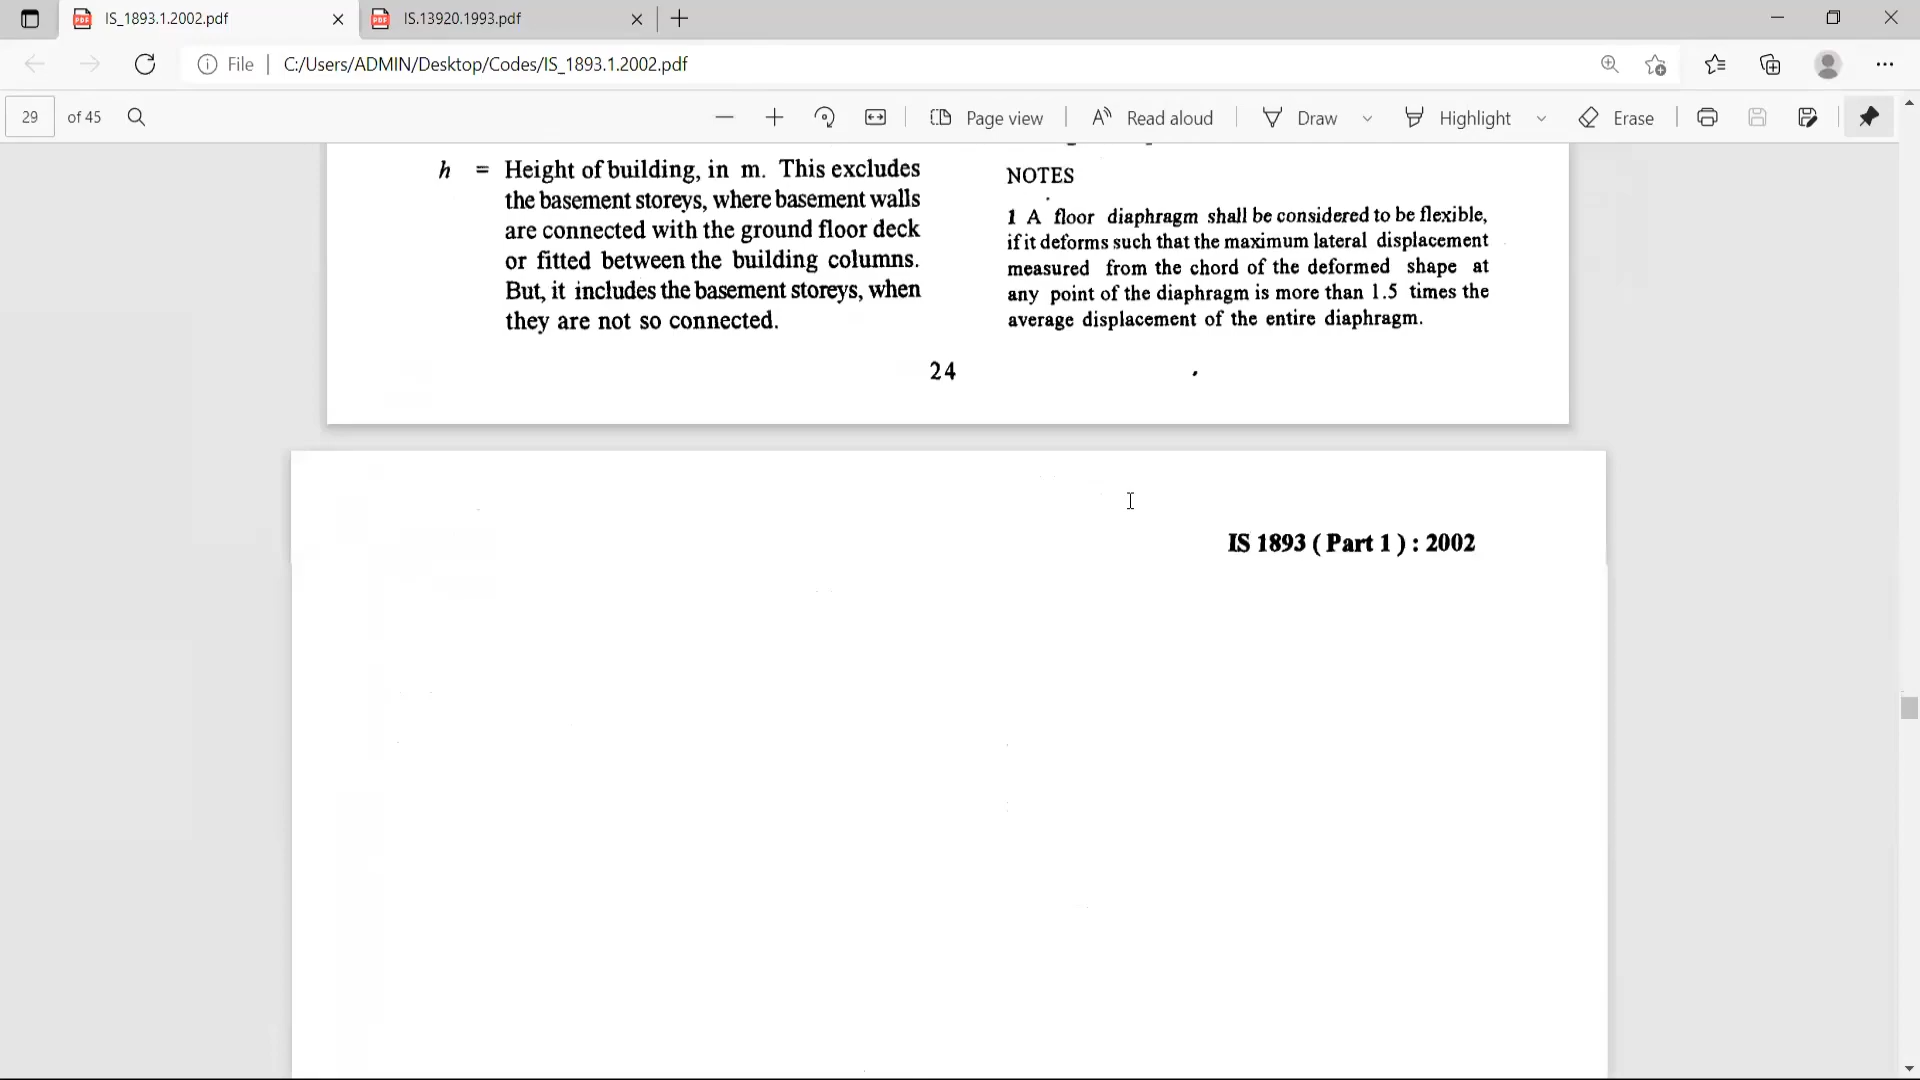 IS_1893.1.2002.pdf
IS.13920.1993.pdf
File
C:/Users/ADMIN/Desktop/Codes/IS_1893.1.2002.pdf
29 of 45
Page view
Read aloud
Draw
Highlight
Erase
h = Height of building, in m. This excludes
the basement storeys, where basement walls
are connected with the ground floor deck
or fitted between the building columns.
But, it includes the basement storeys, when
they are not so connected.
NOTES
1 A floor diaphragm shall be considered to be flexible,
if it deforms such that the maximum lateral displacement
measured from the chord of the deformed shape at
any point of the diaphragm is more than 1.5 times the
average displacement of the entire diaphragm.
24
IS 1893 ( Part 1 ) : 2002